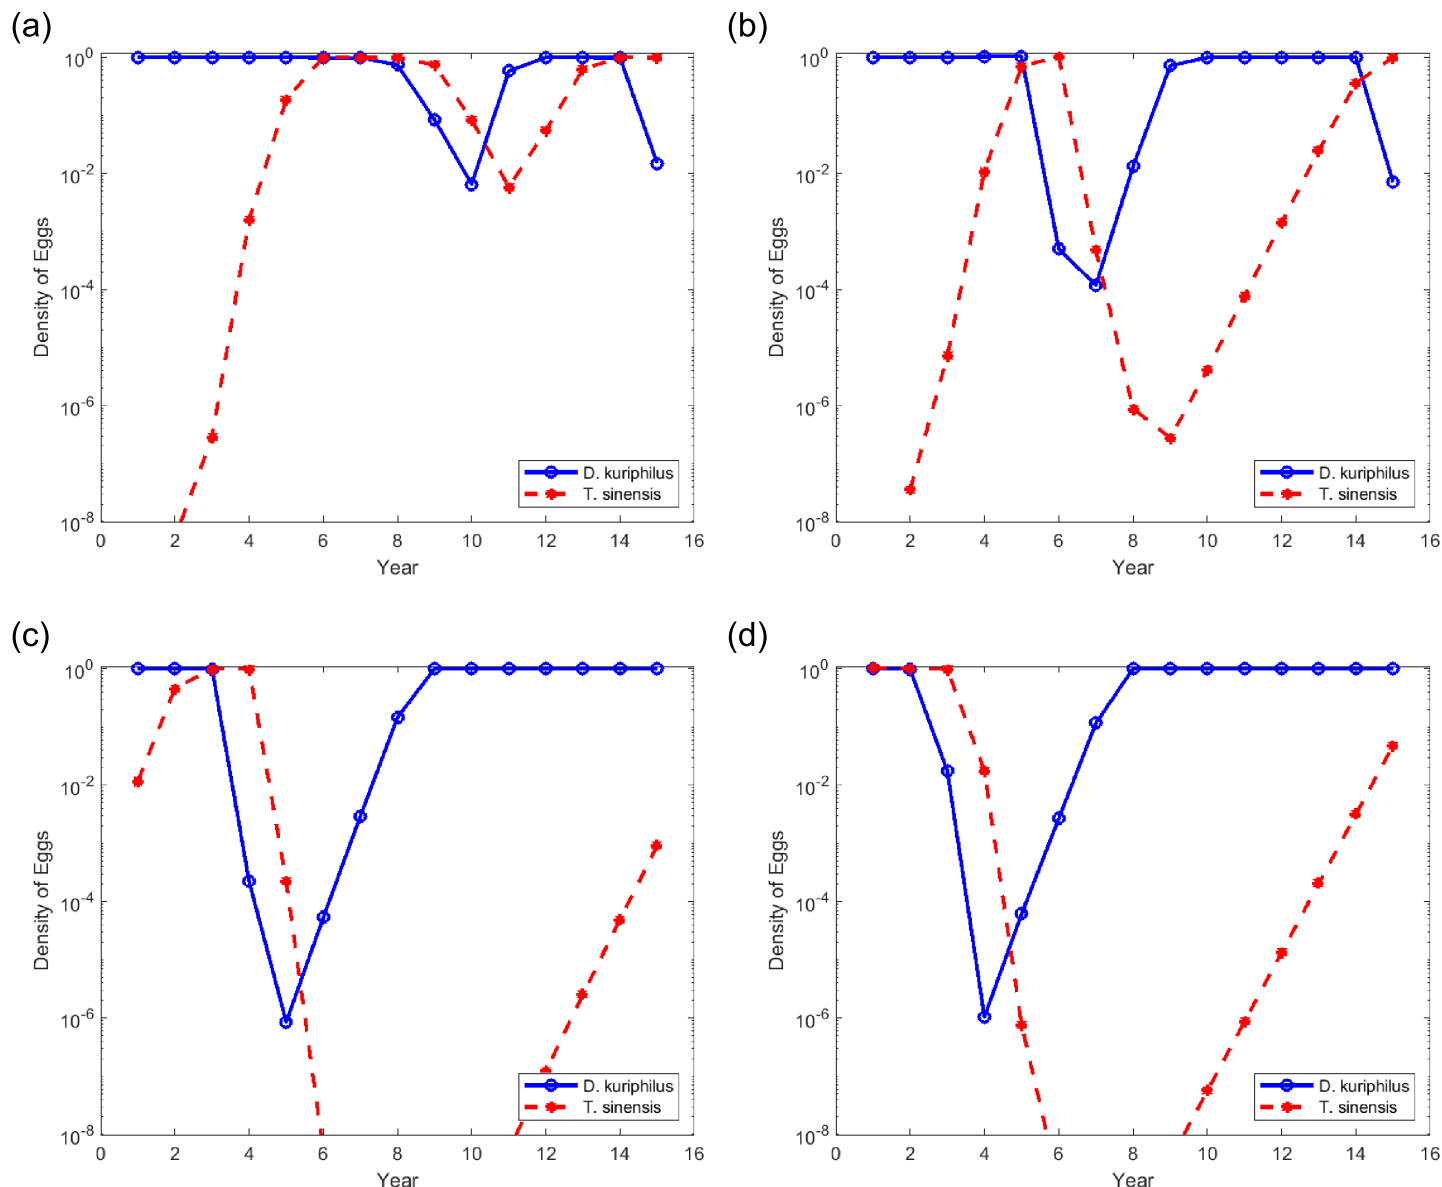 (a)
10^0
10^-2
10^-4
10^-6
10^-8
Density of Eggs
0 2 4 6 8 10 12 14 16
Year
D. kuriphilus
T. sinensis
(b)
10^0
10^-2
10^-4
10^-6
10^-8
Density of Eggs
0 2 4 6 8 10 12 14 16
Year
D. kuriphilus
T. sinensis
(c)
10^0
10^-2
10^-4
10^-6
10^-8
Density of Eggs
0 2 4 6 8 10 12 14 16
Year
D. kuriphilus
T. sinensis
(d)
10^0
10^-2
10^-4
10^-6
10^-8
Density of Eggs
0 2 4 6 8 10 12 14 16
Year
D. kuriphilus
T. sinensis